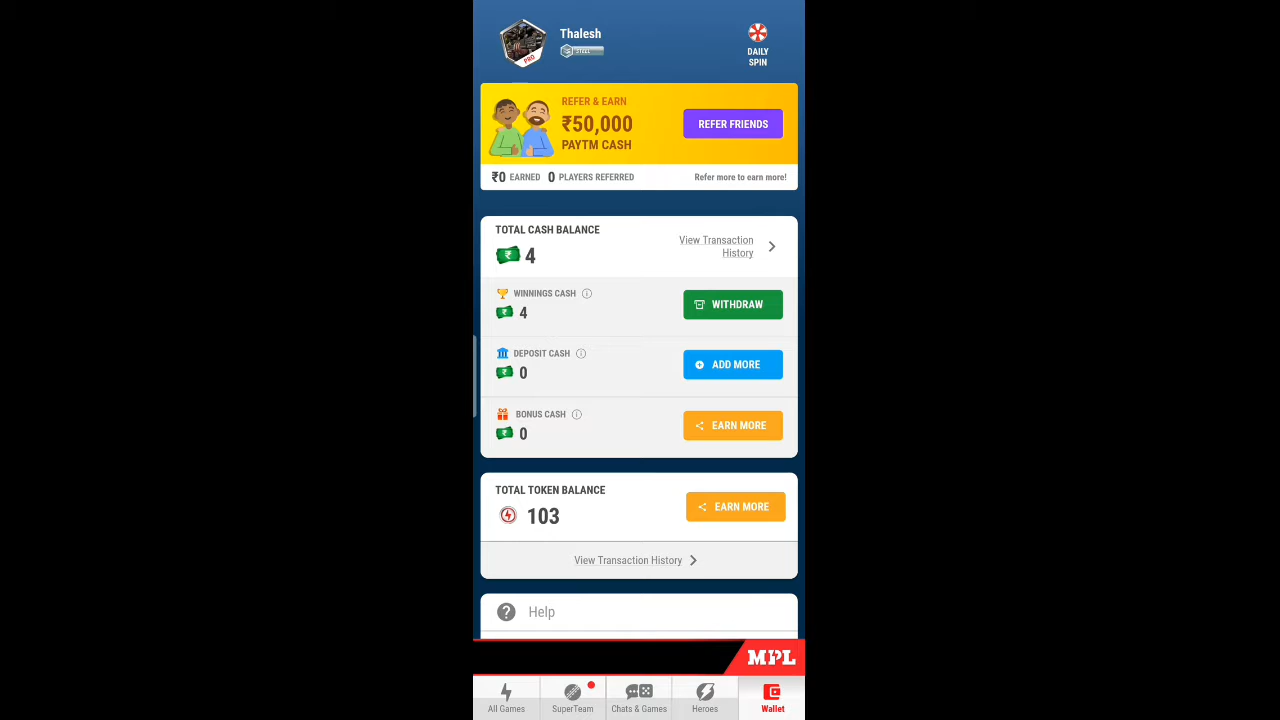 Thalesh
STEEL
PRO
DAILY
SPIN
REFER & EARN
₹50,000
PAYTM CASH
REFER FRIENDS
₹0 EARNED 0 PLAYERS REFERRED
Refer more to earn more!
TOTAL CASH BALANCE
₹ 4
View Transaction
History
WINNINGS CASH
4
WITHDRAW
DEPOSIT CASH
0
ADD MORE
BONUS CASH
0
EARN MORE
TOTAL TOKEN BALANCE
103
EARN MORE
View Transaction History
? Help
MPL
All Games
SuperTeam
Chats & Games
Heroes
Wallet